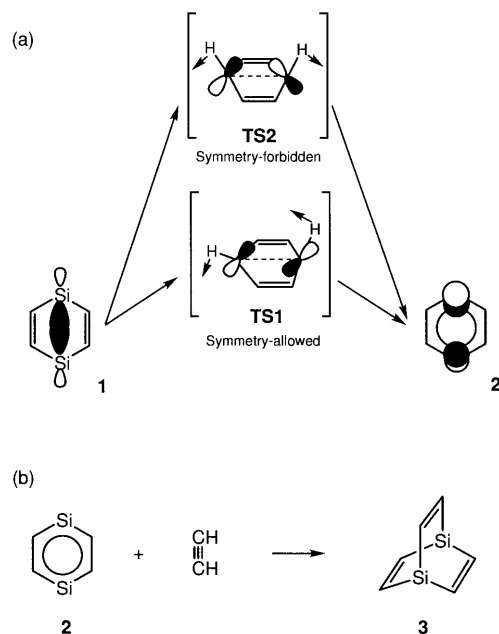 (a)
H
H
TS2
Symmetry-forbidden
H
H
TS1
Symmetry-allowed
Si
Si
1
2
(b)
Si
Si
2
+
CH
CH
Si
Si
3